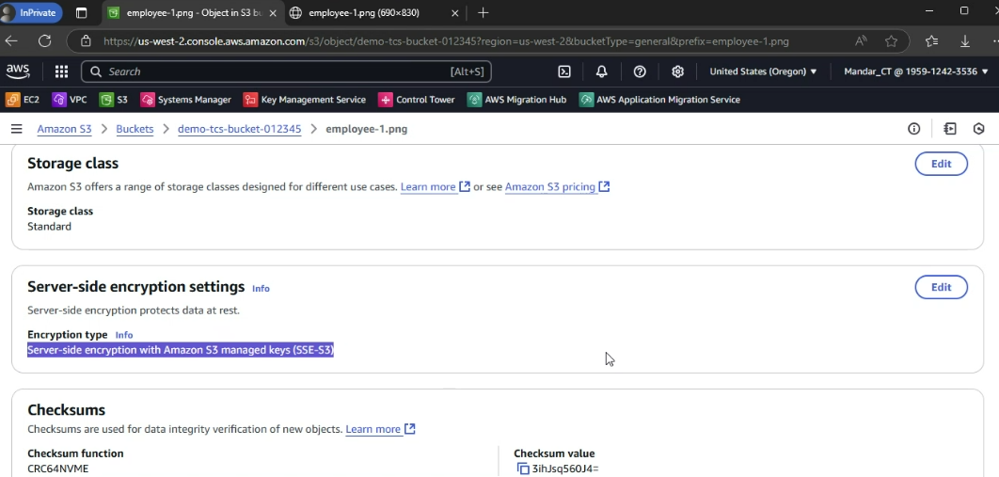 InPrivate
employee-1.png - Object in S3 bu
employee-1.png (690×830)
https://us-west-2.console.aws.amazon.com/s3/object/demo-tcs-bucket-012345?region=us-west-2&bucketType=general&prefix=employee-1.png
aws
Search
[Alt+S]
United States (Oregon)
Mandar_CT @ 1959-1242-3536
EC2
VPC
S3
Systems Manager
Key Management Service
Control Tower
AWS Migration Hub
AWS Application Migration Service
Amazon S3 > Buckets > demo-tcs-bucket-012345 > employee-1.png
Storage class
Edit
Amazon S3 offers a range of storage classes designed for different use cases. Learn more or see Amazon S3 pricing
Storage class
Standard
Server-side encryption settings Info
Edit
Server-side encryption protects data at rest.
Encryption type Info
Server-side encryption with Amazon S3 managed keys (SSE-S3)
Checksums
Checksums are used for data integrity verification of new objects. Learn more
Checksum function
CRC64NVME
Checksum value
3ihJsq560J4=